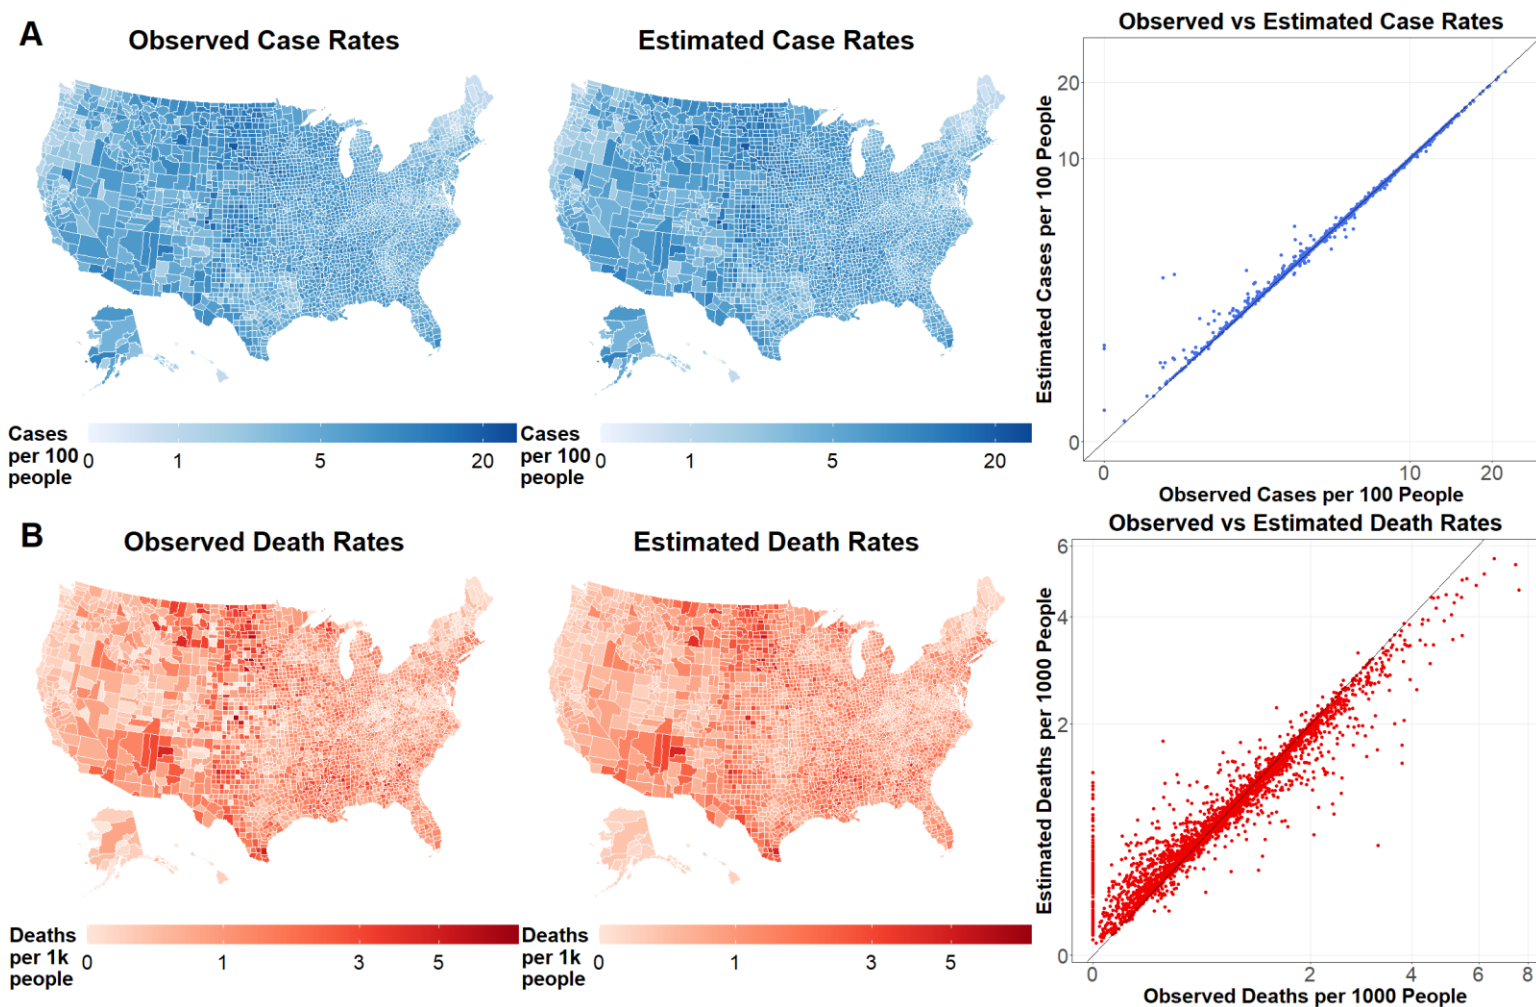 A
Observed Case Rates
Estimated Case Rates
Observed vs Estimated Case Rates
Estimated Cases per 100 People
20
10
0
0
10
20
Observed Cases per 100 People
Cases
per 100
people
0
1
5
20
Cases
per 100
people
0
1
5
20
B
Observed Death Rates
Estimated Death Rates
Observed vs Estimated Death Rates
Estimated Deaths per 1000 People
6
4
2
0
0
2
4
6
8
Observed Deaths per 1000 People
Deaths
per 1k
people
0
1
3
5
Deaths
per 1k
people
0
1
3
5